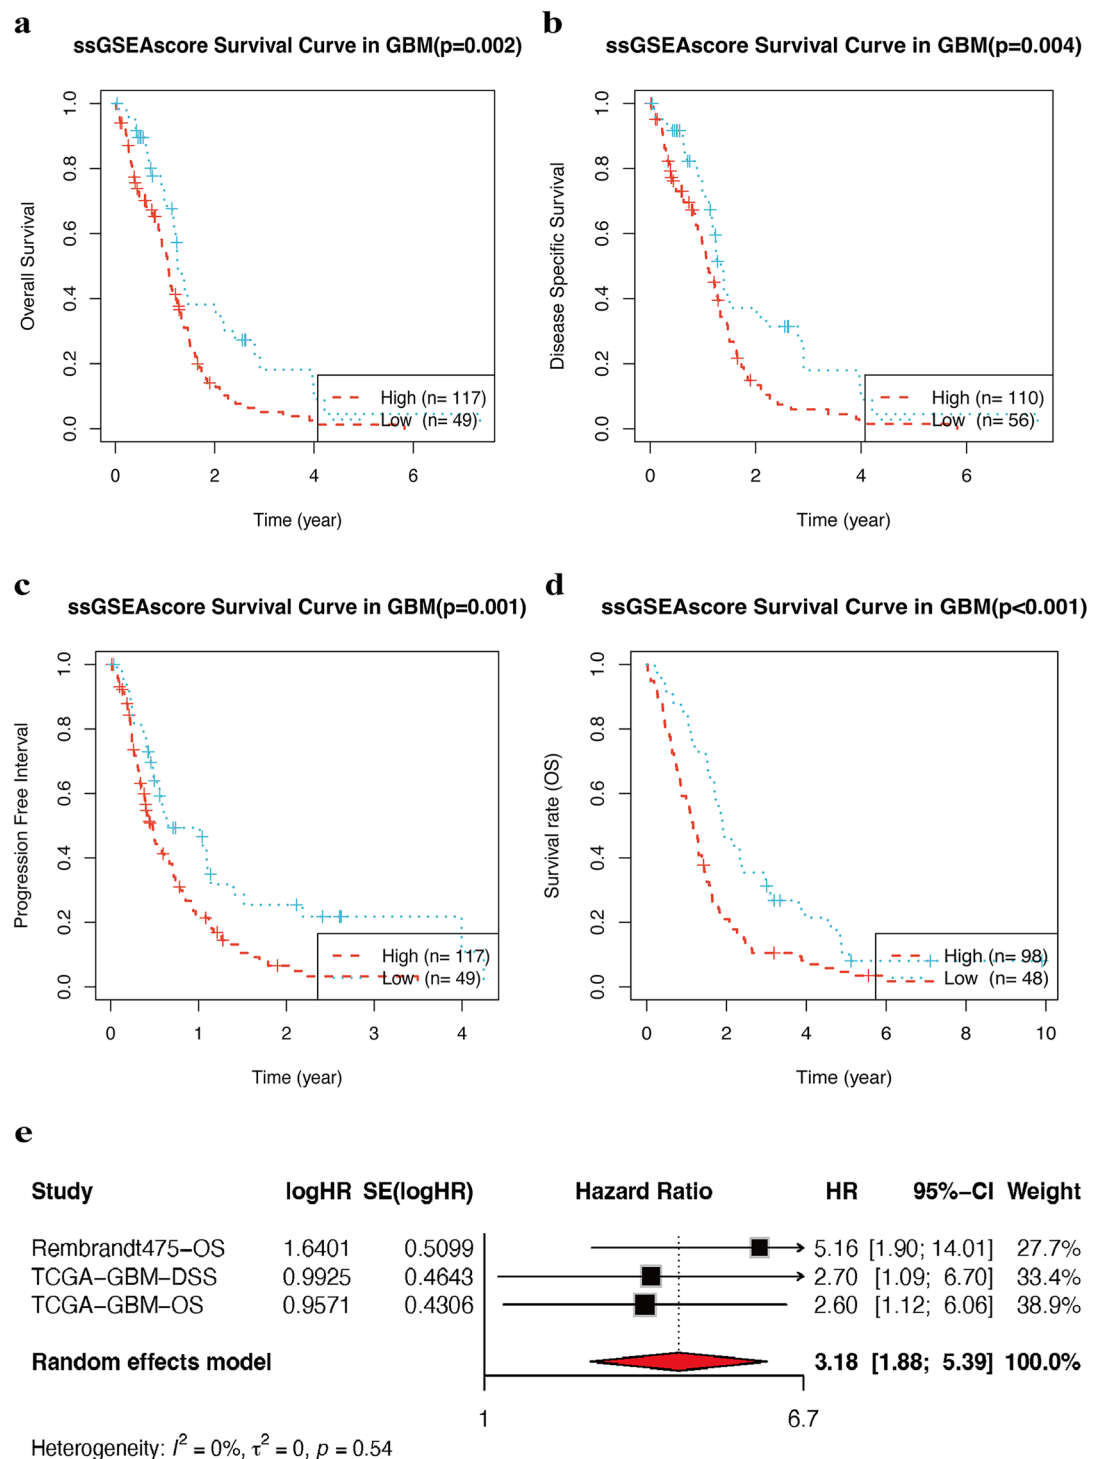 a
ssGSEAscore Survival Curve in GBM(p=0.002)
Overall Survival
0.0 0.2 0.4 0.6 0.8 1.0
High (n= 117)
Low (n= 49)
0 2 4 6
Time (year)
b
ssGSEAscore Survival Curve in GBM(p=0.004)
Disease Specific Survival
0.0 0.2 0.4 0.6 0.8 1.0
High (n= 110)
Low (n= 56)
0 2 4 6
Time (year)
c
ssGSEAscore Survival Curve in GBM(p=0.001)
Progression Free Interval
0.0 0.2 0.4 0.6 0.8 1.0
High (n= 117)
Low (n= 49)
0 1 2 3 4
Time (year)
d
ssGSEAscore Survival Curve in GBM(p<0.001)
Survival rate (OS)
0.0 0.2 0.4 0.6 0.8 1.0
High (n= 98)
Low (n= 48)
0 2 4 6 8 10
Time (year)
e
Study logHR SE(logHR) Hazard Ratio HR 95%−CI Weight
Rembrandt475−OS 1.6401 0.5099 5.16 [1.90; 14.01] 27.7%
TCGA−GBM−DSS 0.9925 0.4643 2.70 [1.09; 6.70] 33.4%
TCGA−GBM−OS 0.9571 0.4306 2.60 [1.12; 6.06] 38.9%
Random effects model 3.18 [1.88; 5.39] 100.0%
1 6.7
Heterogeneity: I² = 0%, τ² = 0, p = 0.54